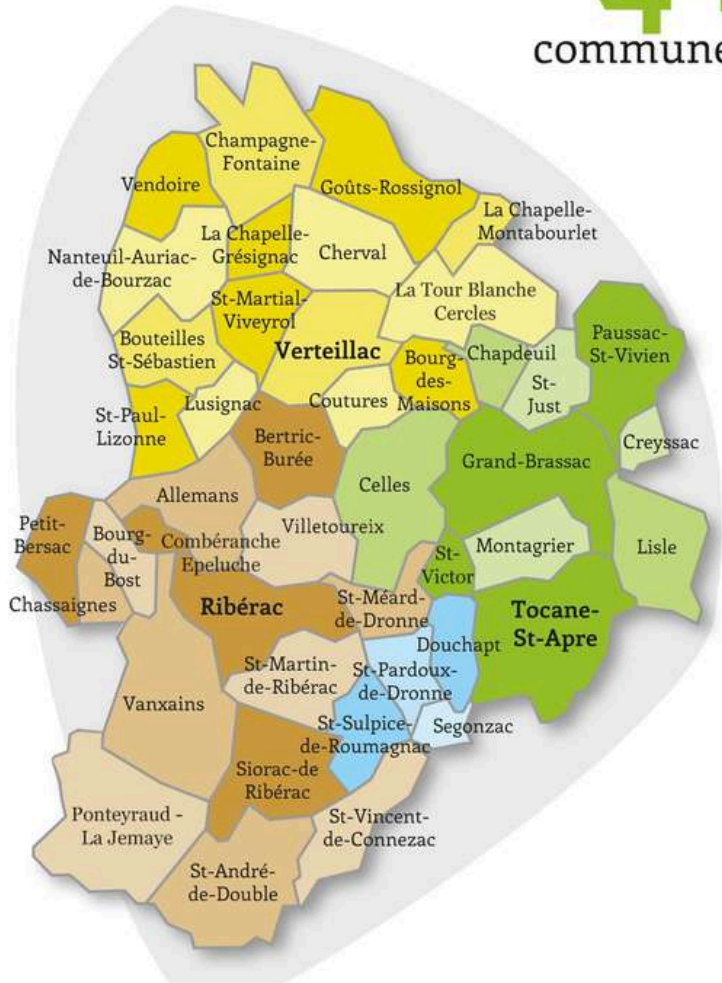 commune
Champagne-
Fontaine
Vendoire
Goûts-Rossignol
La Chapelle-
Montabourlet
La Chapelle-
Grésignac
Cherval
Nanteuil-Auriac-
de-Bourzac
La Tour Blanche
Cercles
St-Martial-
Viveyrol
Paussac-
St-Vivien
Bouteilles
St-Sébastien
Verteillac
Bourg-
des-
Maisons
Chapdeuil
St-
Just
St-Paul-
Lizonne
Lusignac
Coutures
Bertric-
Burée
Creyssac
Grand-Brassac
Celles
Allemans
Petit-
Bersac
Bourg-
du-
Bost
Villetoureix
Combéranche
Epeluche
St-
Victor
Montagrier
Lisle
Chassaignes
Ribérac
St-Méard-
de-Dronne
Tocane-
St-Apre
Douchapt
St-Martin-
de-Ribérac
St-Pardoux-
de-Dronne
Vanxains
St-Sulpice-
de-Roumagnac
Segonzac
Siorac-de
Ribérac
Ponteyraud -
La Jemaye
St-Vincent-
de-Connezac
St-André-
de-Double